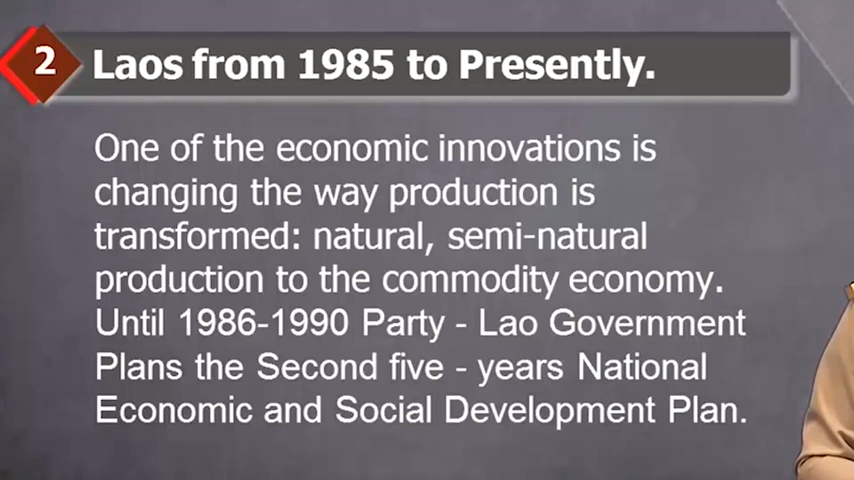 2
Laos from 1985 to Presently.
One of the economic innovations is
changing the way production is
transformed: natural, semi-natural
production to the commodity economy.
Until 1986-1990 Party - Lao Government
Plans the Second five - years National
Economic and Social Development Plan.